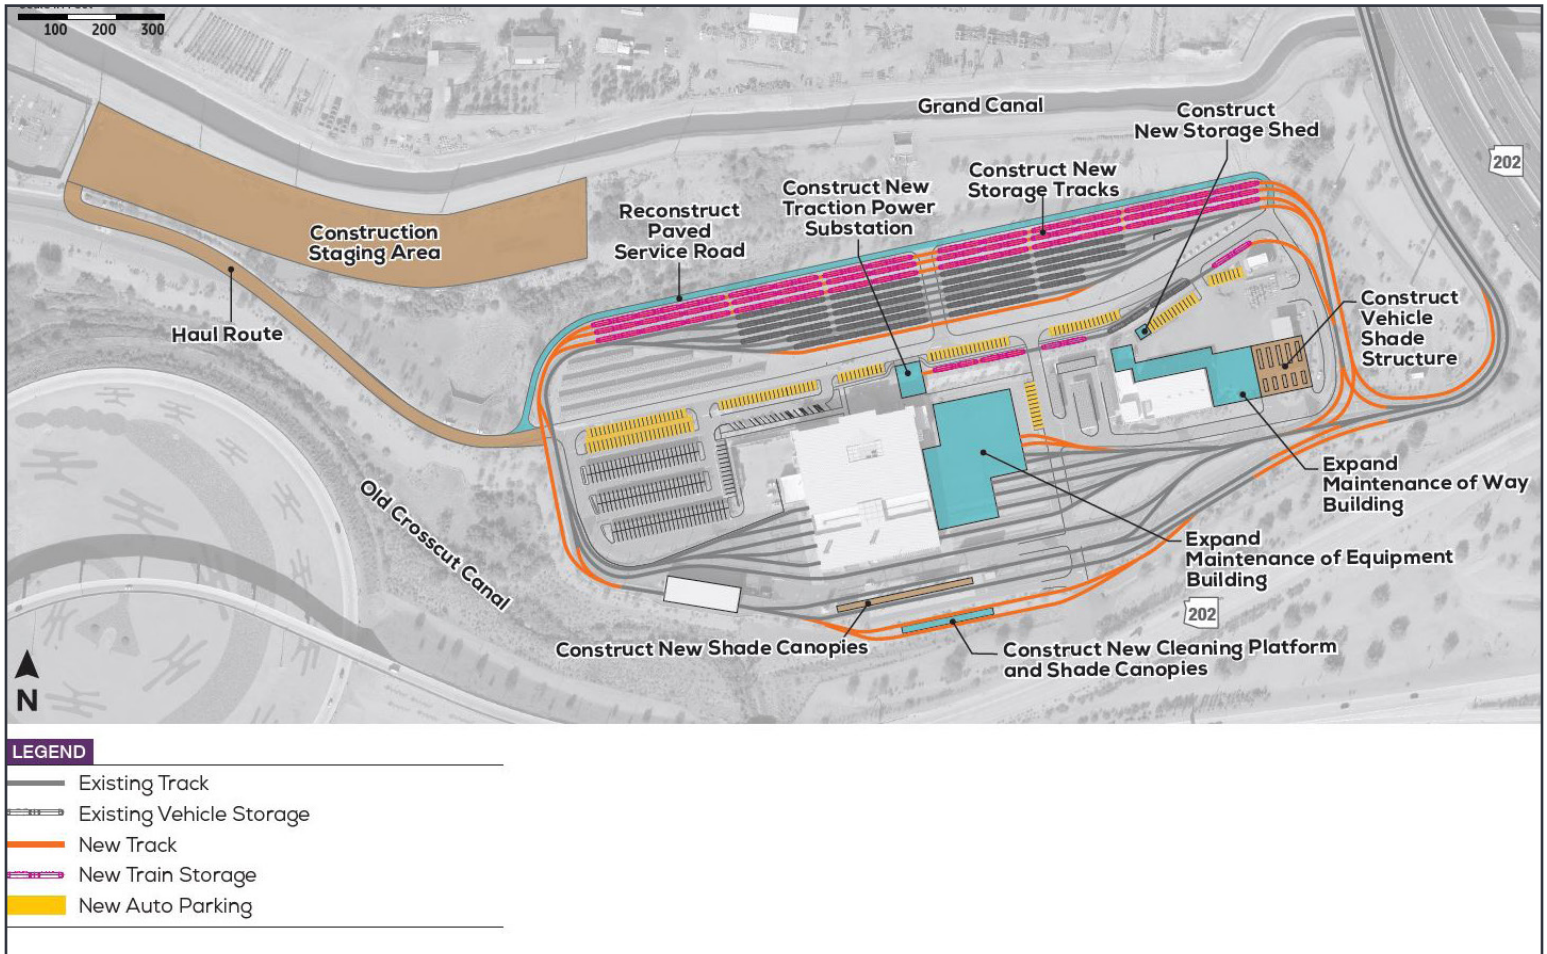 100 200 300
Grand Canal
Construct
New Storage Shed
202
Construct New
Storage Tracks
Construct New
Traction Power
Substation
Reconstruct
Paved
Service Road
Construction
Staging Area
Haul Route
Construct
Vehicle
Shade
Structure
Expand
Maintenance of Way
Building
Old Crosscut Canal
Expand
Maintenance of Equipment
Building
202
Construct New Shade Canopies
Construct New Cleaning Platform
and Shade Canopies
N
LEGEND
Existing Track
Existing Vehicle Storage
New Track
New Train Storage
New Auto Parking